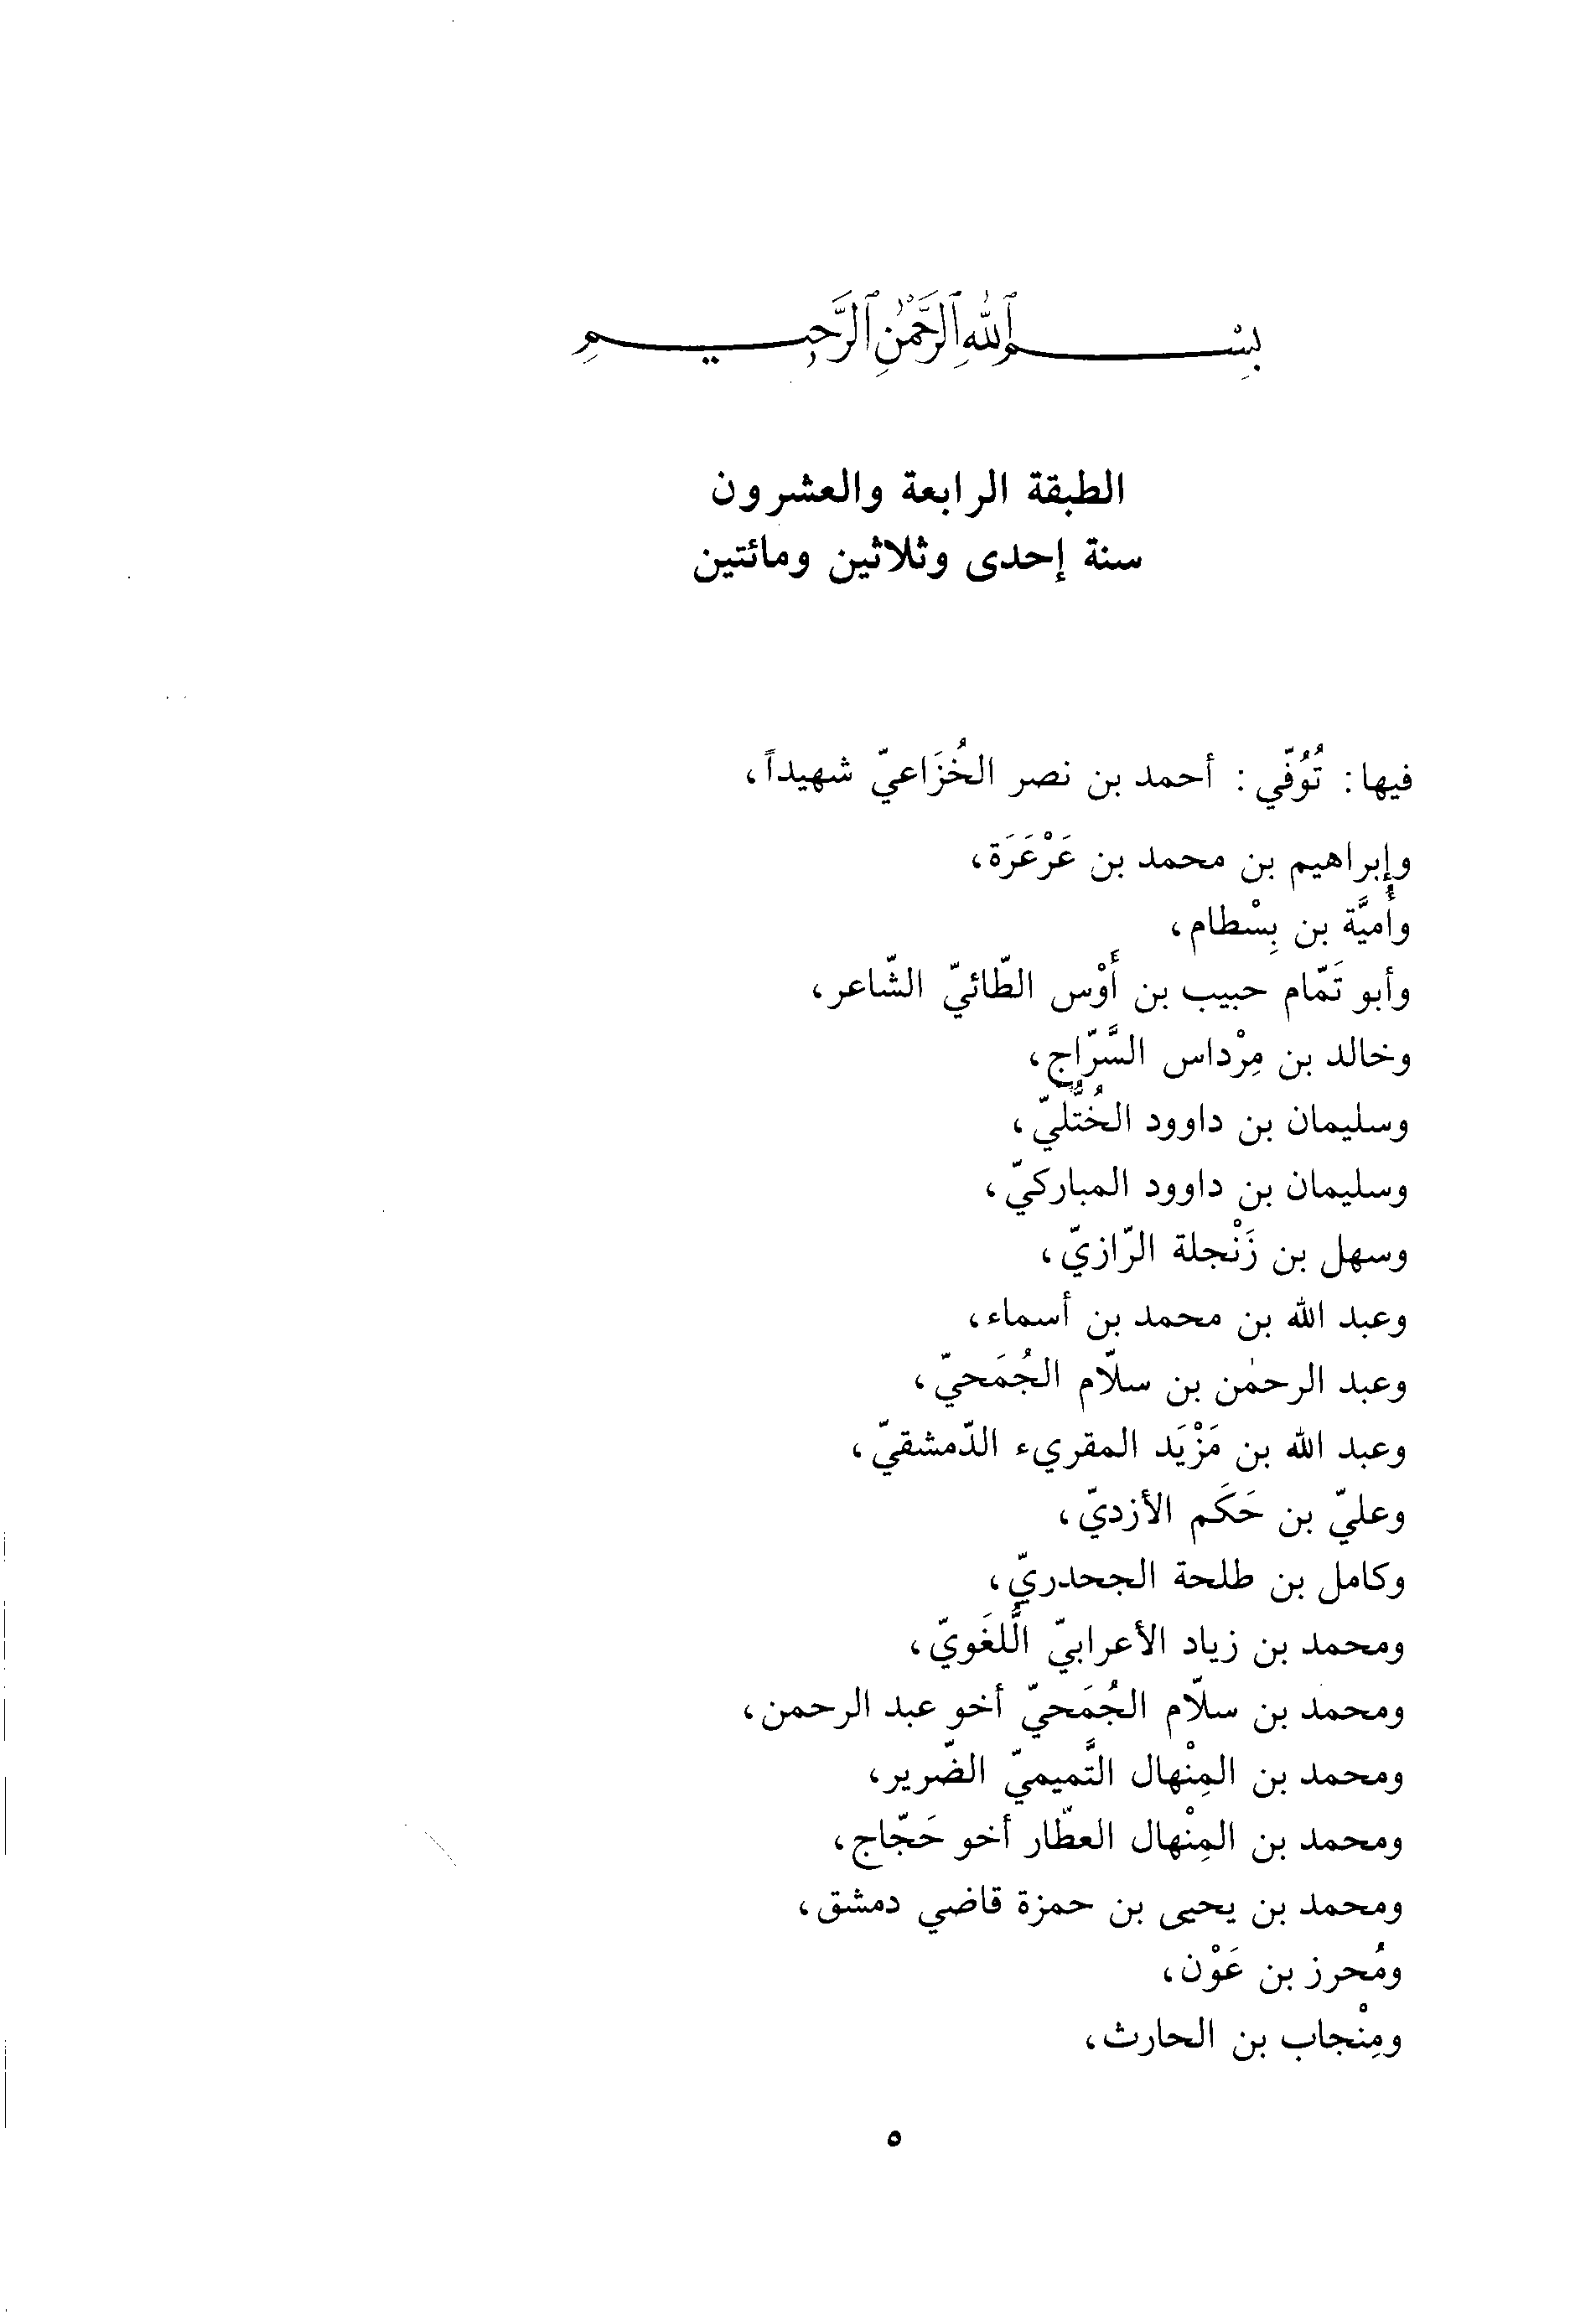 بِسْمِ ٱللَّهِ ٱلرَّحْمَٰنِ ٱلرَّحِيمِ
الطبقة الرابعة والعشرون
سنة إحدى وثلاثين ومائتين
فيها: تُوُفّي: أحمد بن نصر الخُزَاعيّ شهيداً،
وإبراهيم بن محمد بن عَرْعَرَة،
وأُميَّة بن بِسْطام،
وأبو تَمّام حبيب بن أَوْس الطّائيّ الشّاعر،
وخالد بن مِرْداس السَّرّاج،
وسليمان بن داوود الخُتُّليّ،
وسليمان بن داوود المباركيّ،
وسهل بن زَنْجلة الرّازيّ،
وعبد الله بن محمد بن أسماء،
وعبد الرحمٰن بن سلّام الجُمَحيّ،
وعبد الله بن مَزْيَد المقريء الدّمشقيّ،
وعليّ بن حَكَم الأزديّ،
وكامل بن طلحة الجحدريّ،
ومحمد بن زياد الأعرابيّ اللُّغَويّ،
ومحمد بن سلّام الجُمَحيّ أخو عبد الرحمن،
ومحمد بن المِنْهال التَّميميّ الضّرير،
ومحمد بن المِنْهال العطّار أخو حَجّاج،
ومحمد بن يحيى بن حمزة قاضي دمشق،
ومُحرز بن عَوْن،
ومِنْجاب بن الحارث،
٥